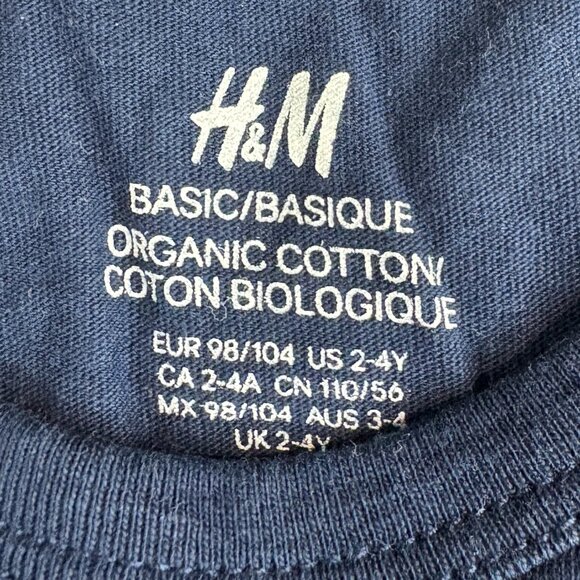 H&M
BASIC/BASIQUE
ORGANIC COTTON/
COTON BIOLOGIQUE
EUR 98/104 US 2-4Y
CA 2-4A CN 110/56
MX 98/104 AUS 3-4
UK 2-4Y